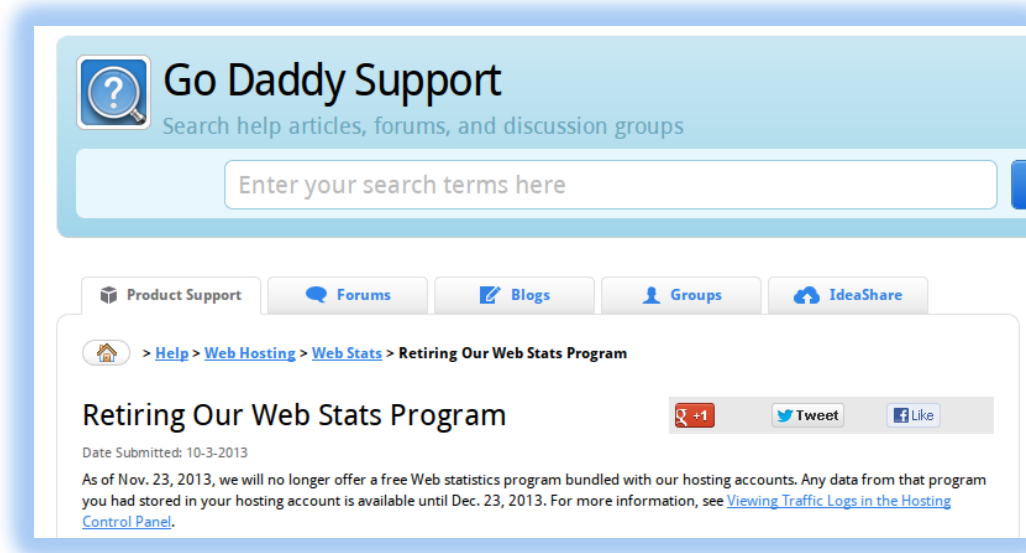 Go Daddy Support
Search help articles, forums, and discussion groups
Enter your search terms here
Product Support Forums Blogs Groups IdeaShare
> Help > Web Hosting > Web Stats > Retiring Our Web Stats Program
Retiring Our Web Stats Program
g +1 Tweet f Like
Date Submitted: 10-3-2013
As of Nov. 23, 2013, we will no longer offer a free Web statistics program bundled with our hosting accounts. Any data from that program
you had stored in your hosting account is available until Dec. 23, 2013. For more information, see Viewing Traffic Logs in the Hosting
Control Panel.